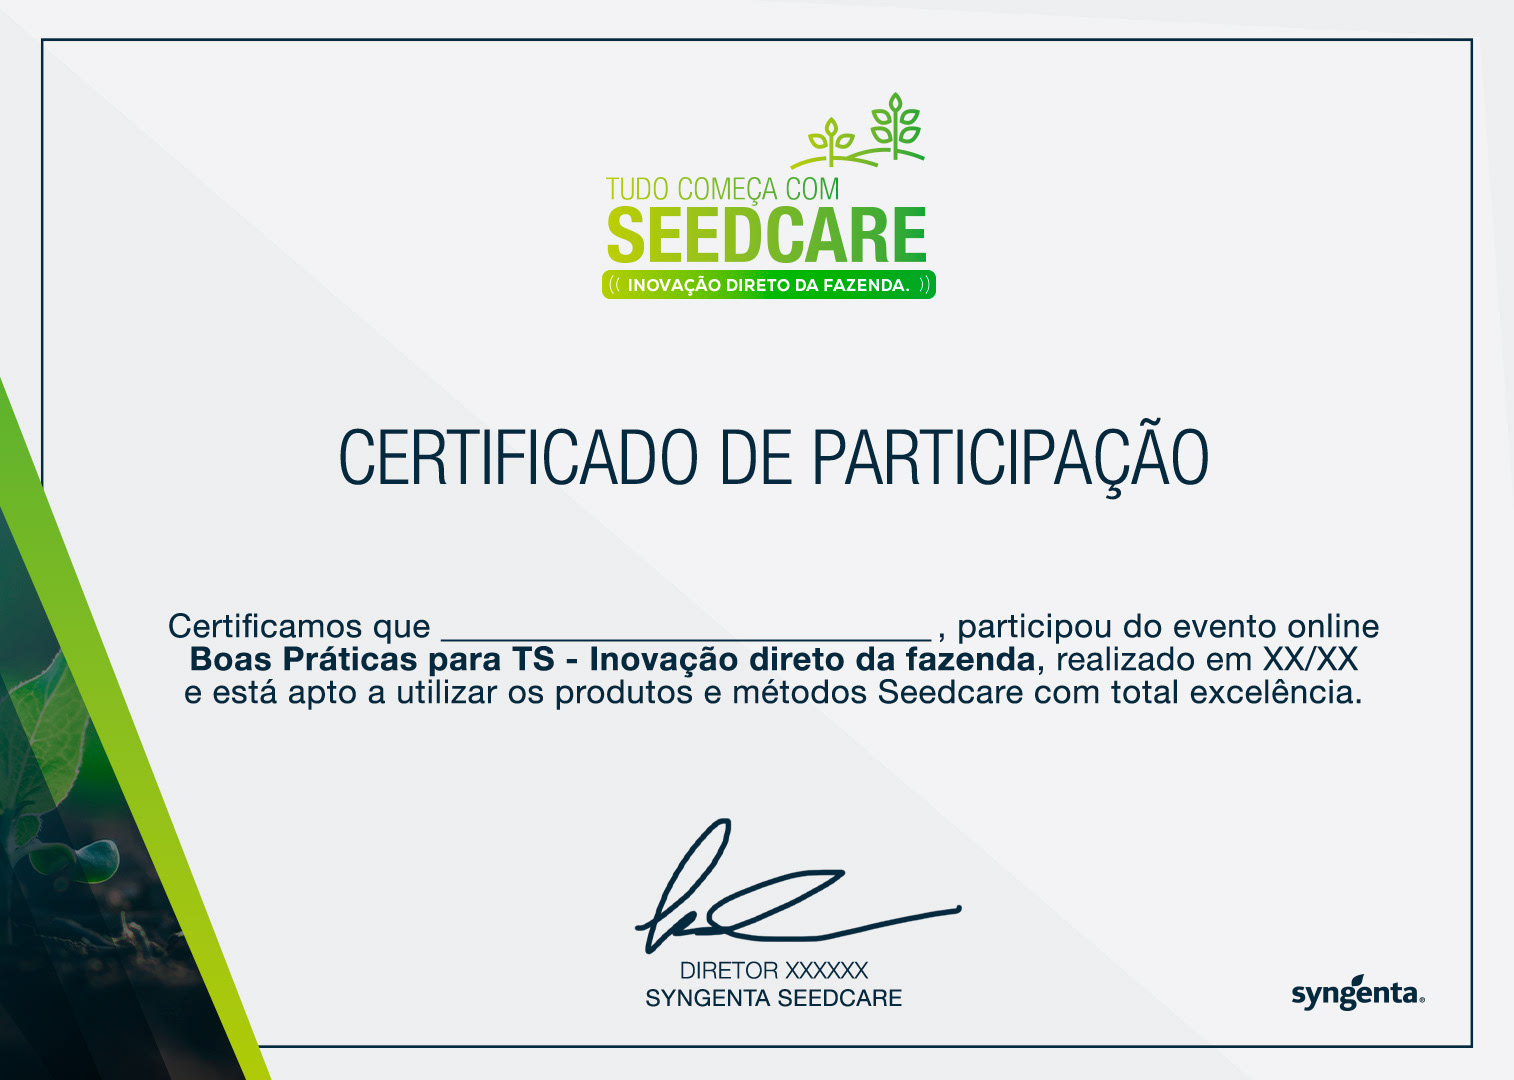 TUDO COMEÇA COM
SEEDCARE
(( INOVAÇÃO DIRETO DA FAZENDA. ))
CERTIFICADO DE PARTICIPAÇÃO
Certificamos que ____________________________ , participou do evento online
Boas Práticas para TS - Inovação direto da fazenda, realizado em XX/XX
e está apto a utilizar os produtos e métodos Seedcare com total excelência.
DIRETOR XXXXXX
SYNGENTA SEEDCARE
syngenta®